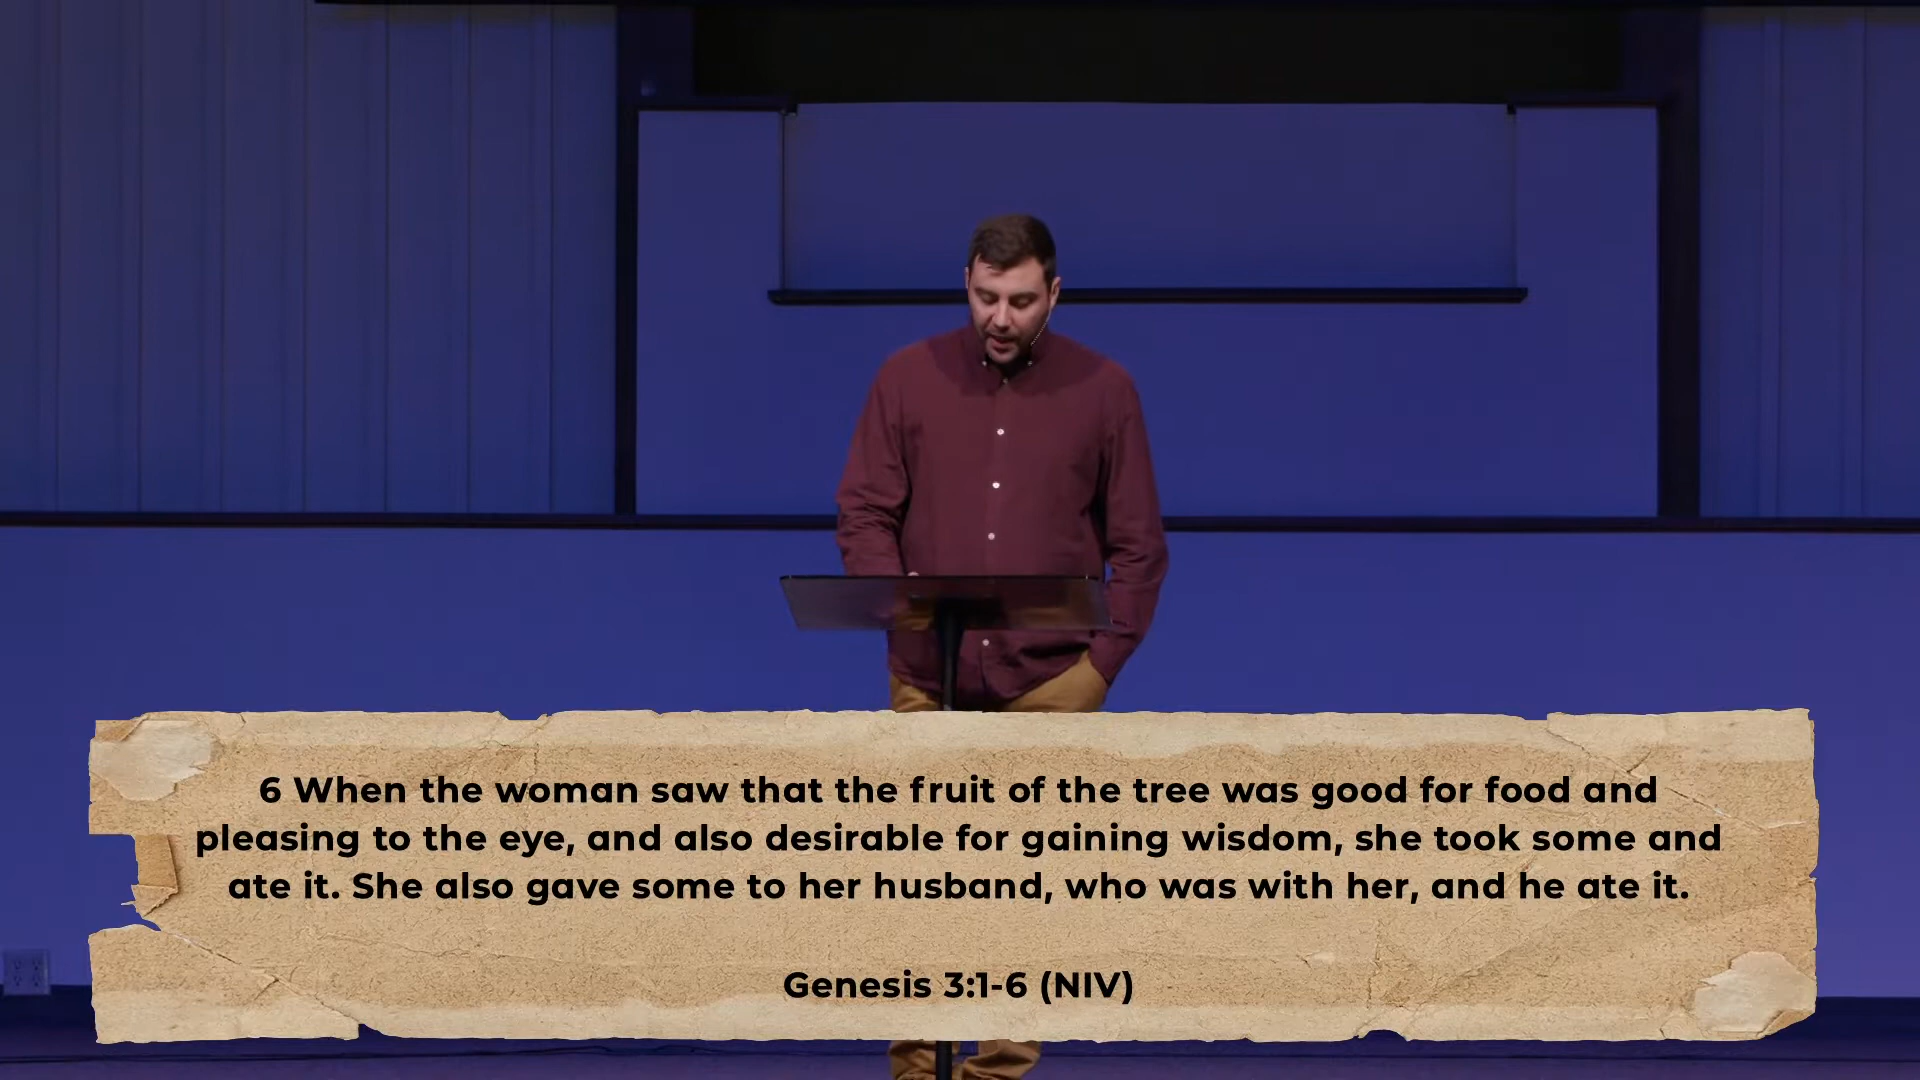 6 When the woman saw that the fruit of the tree was good for food and
pleasing to the eye, and also desirable for gaining wisdom, she took some and
ate it. She also gave some to her husband, who was with her, and he ate it.
Genesis 3:1-6 (NIV)